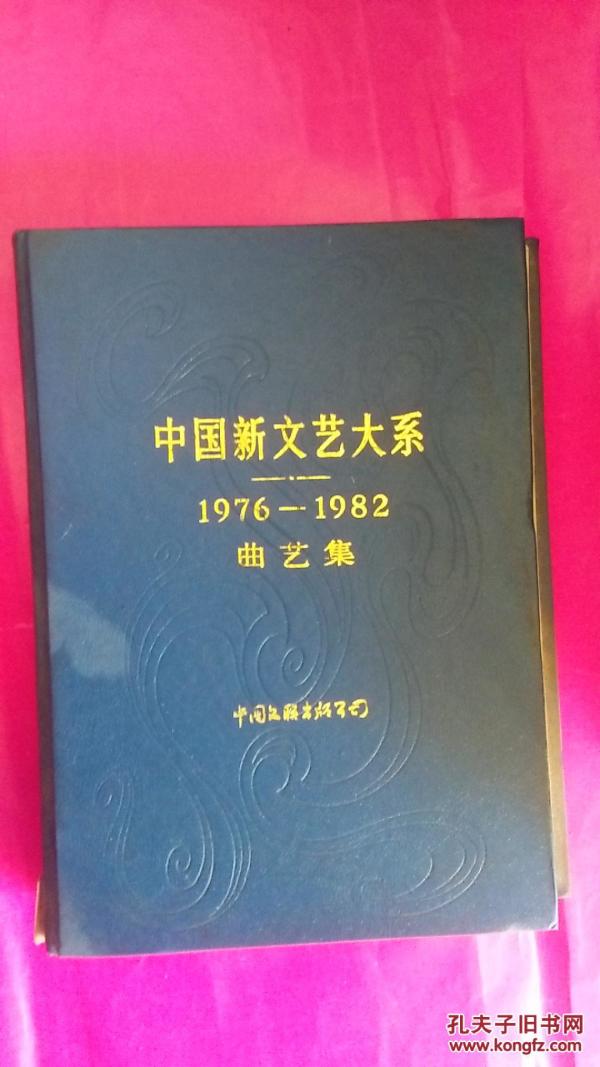 中国新文艺大系
1976—1982
曲艺集
中国文联出版公司
孔夫子旧书网
www.kongfz.com